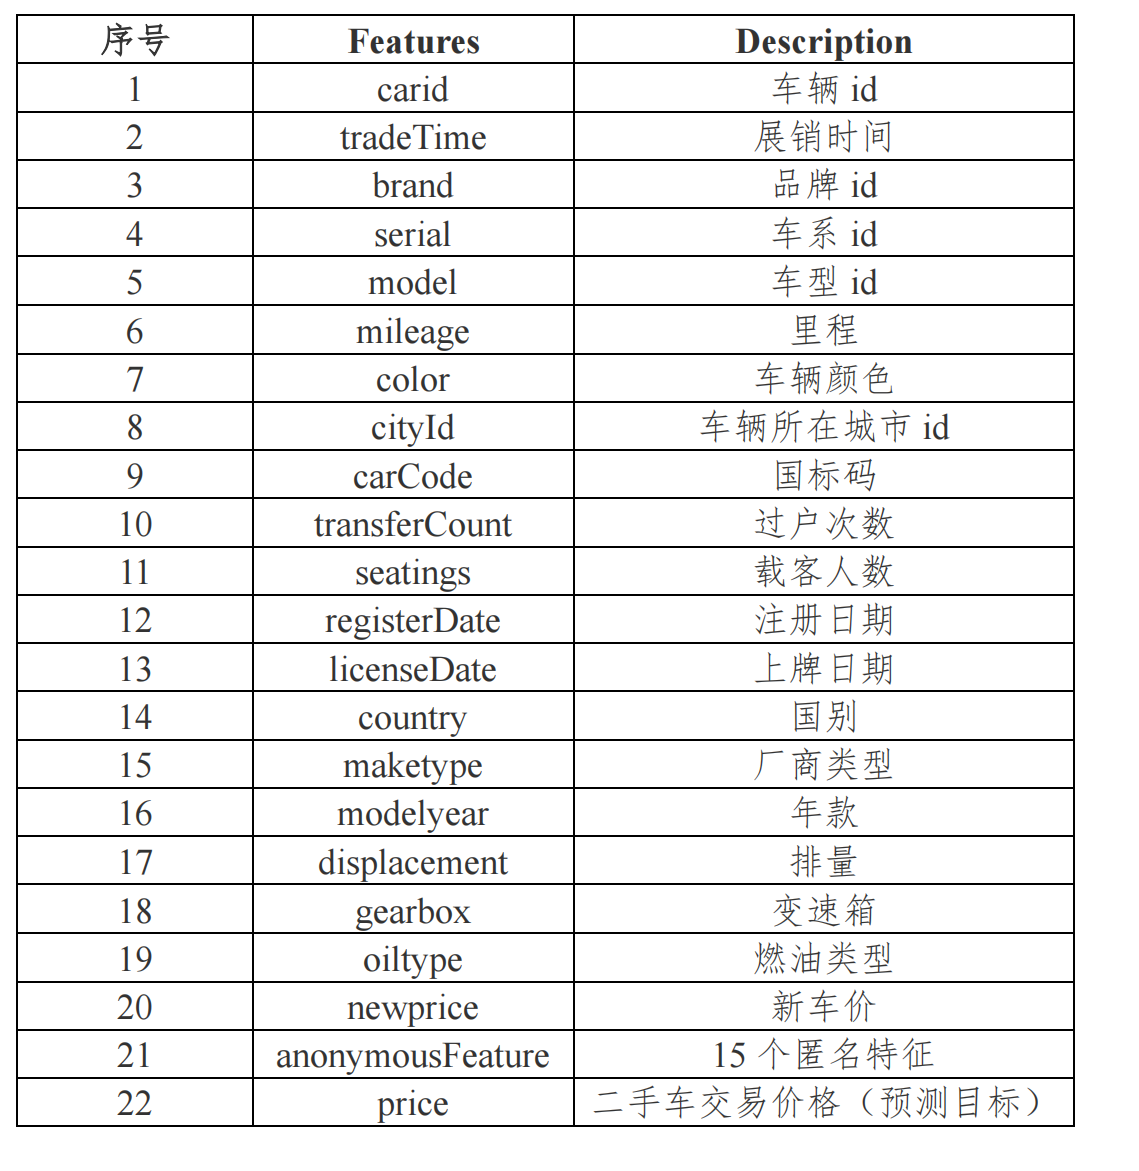 序号 Features Description
1 carid 车辆 id
2 tradeTime 展销时间
3 brand 品牌 id
4 serial 车系 id
5 model 车型 id
6 mileage 里程
7 color 车辆颜色
8 cityId 车辆所在城市 id
9 carCode 国标码
10 transferCount 过户次数
11 seatings 载客人数
12 registerDate 注册日期
13 licenseDate 上牌日期
14 country 国别
15 maketype 厂商类型
16 modelyear 年款
17 displacement 排量
18 gearbox 变速箱
19 oiltype 燃油类型
20 newprice 新车价
21 anonymousFeature 15 个匿名特征
22 price 二手车交易价格（预测目标）